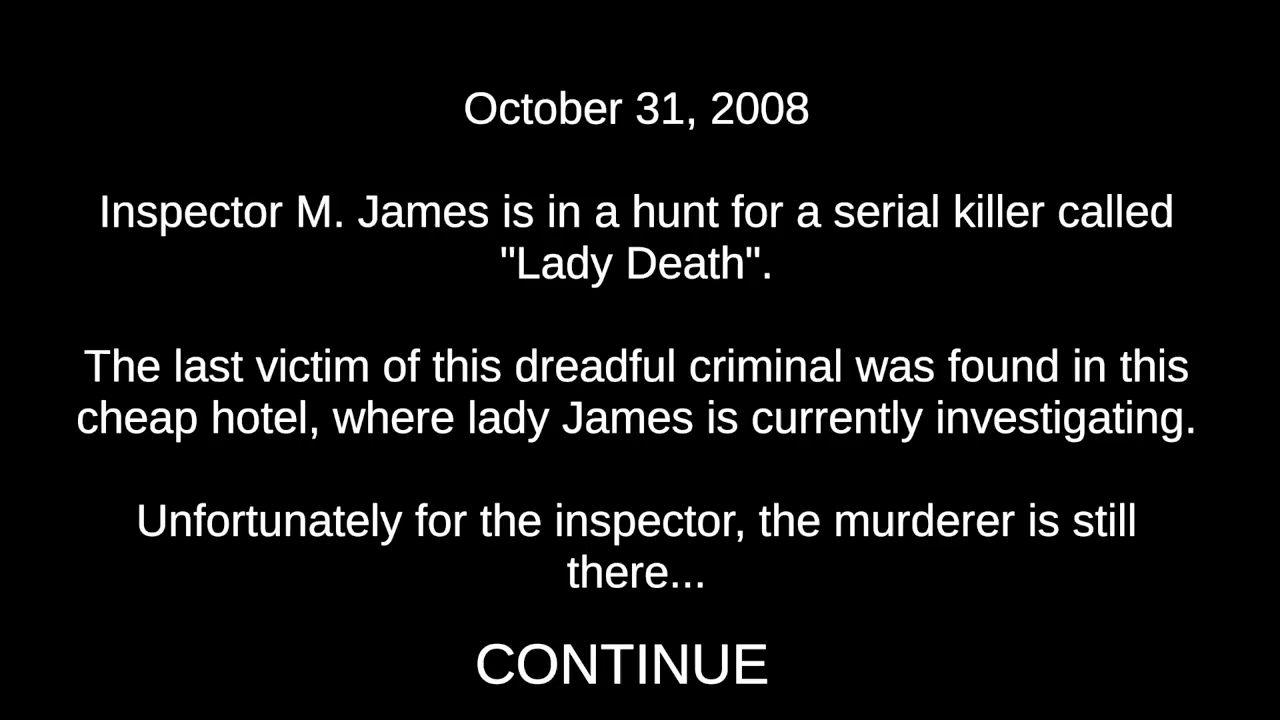 October 31, 2008
Inspector M. James is in a hunt for a serial killer called
"Lady Death".
The last victim of this dreadful criminal was found in this
cheap hotel, where lady James is currently investigating.
Unfortunately for the inspector, the murderer is still
there...
CONTINUE